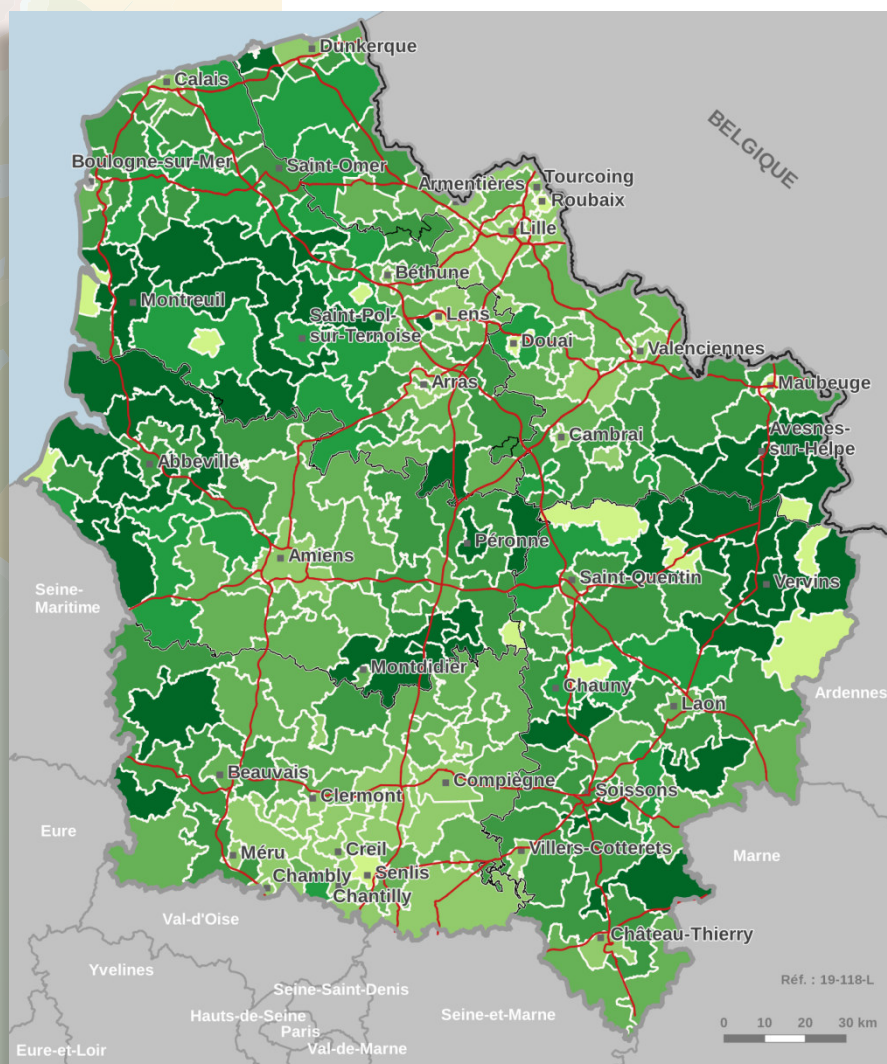 Dunkerque
Calais
BELGIQUE
Boulogne-sur-Mer
Saint-Omer
Armentières
Tourcoing
Roubaix
Lille
Béthune
Montreuil
Saint-Pol-
sur-Ternoise
Lens
Douai
Valenciennes
Arras
Maubeuge
Cambrai
Avesnes-
sur-Helpe
Abbeville
Péronne
Amiens
Saint-Quentin
Vervins
Seine-
Maritime
Montdidier
Chauny
Laon
Ardennes
Beauvais
Compiègne
Clermont
Soissons
Eure
Méru
Creil
Villers-Cotterets
Marne
Chambly
Senlis
Chantilly
Val-d'Oise
Château-Thierry
Yvelines
Seine-Saint-Denis
Réf. : 19-118-L
Hauts-de-Seine
Seine-et-Marne
Paris
Eure-et-Loir
Val-de-Marne
0 10 20 30 km